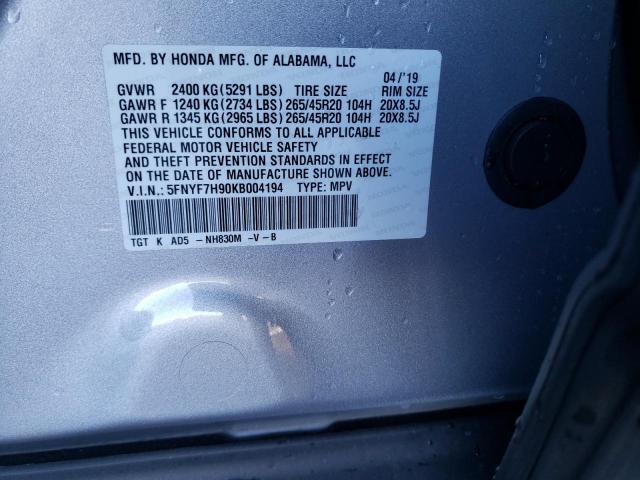 MFD. BY HONDA MFG. OF ALABAMA, LLC
04/'19
GVWR 2400 KG(5291 LBS) TIRE SIZE RIM SIZE
GAWR F 1240 KG(2734 LBS) 265/45R20 104H 20X8.5J
GAWR R 1345 KG(2965 LBS) 265/45R20 104H 20X8.5J
THIS VEHICLE CONFORMS TO ALL APPLICABLE
FEDERAL MOTOR VEHICLE SAFETY
AND THEFT PREVENTION STANDARDS IN EFFECT
ON THE DATE OF MANUFACTURE SHOWN ABOVE.
V.I.N.: 5FNYF7H90KB004194 TYPE: MPV
TGT K AD5 -NH830M -V-B